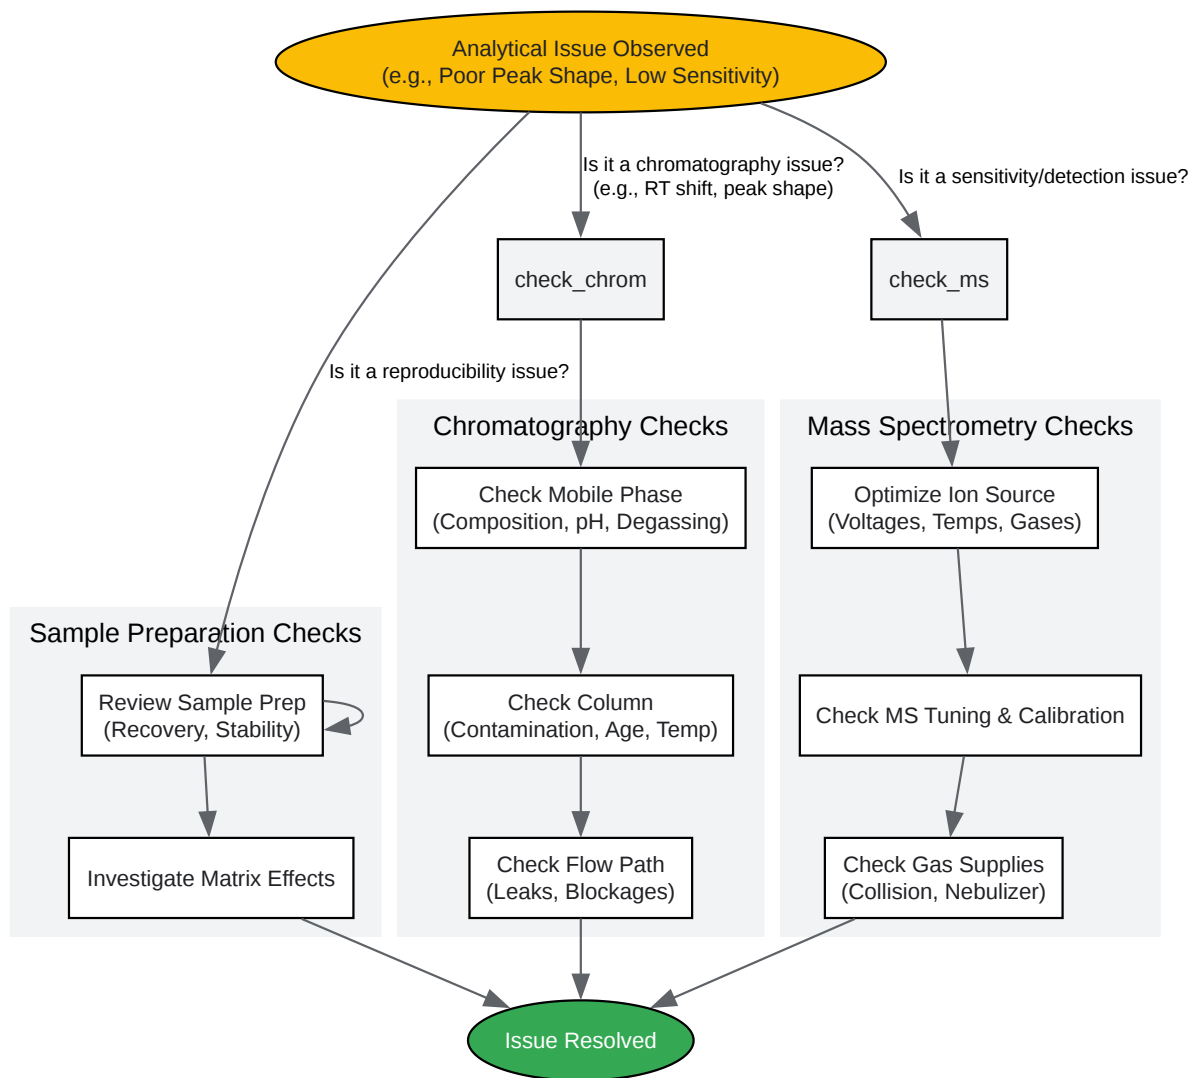 Analytical Issue Observed
(e.g., Poor Peak Shape, Low Sensitivity)
Is it a chromatography issue?
(e.g., RT shift, peak shape)
Is it a sensitivity/detection issue?
check_chrom
check_ms
Is it a reproducibility issue?
Chromatography Checks
Mass Spectrometry Checks
Check Mobile Phase
(Composition, pH, Degassing)
Optimize Ion Source
(Voltages, Temps, Gases)
Sample Preparation Checks
Review Sample Prep
(Recovery, Stability)
Check Column
(Contamination, Age, Temp)
Check MS Tuning & Calibration
Investigate Matrix Effects
Check Flow Path
(Leaks, Blockages)
Check Gas Supplies
(Collision, Nebulizer)
Issue Resolved